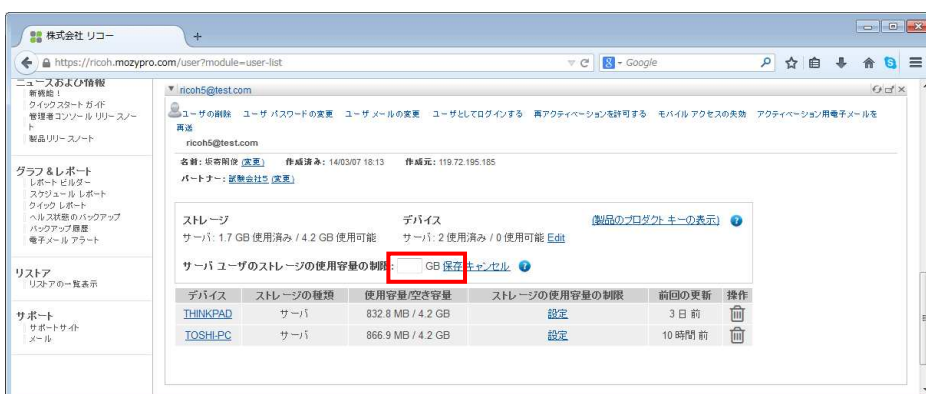 株式会社 リコー
https://ricoh.mozypro.com/user?module=user-list
Google
ニュースおよび情報
新機能！
クイックスタート ガイド
管理者コンソール リリースノート
製品リリースノート
グラフ＆レポート
レポート ビルダー
スケジュール レポート
クイック レポート
ヘルス状態のバックアップ
バックアップ履歴
電子メール アラート
リストア
リストアの一覧表示
サポート
サポートサイト
メール
ricoh5@test.com
ユーザの削除 ユーザ パスワードの変更 ユーザ メールの変更 ユーザとしてログインする 再アクティベーションを許可する モバイル アクセスの失効 アクティベーション用電子メールを
再送
ricoh5@test.com
名前: 坂寄剛俊 (変更) 作成済み: 14/03/07 18:13 作成元: 119.72.195.185
パートナー: 試験会社5 (変更)
ストレージ デバイス (製品のプロダクト キーの表示)
サーバ: 1.7 GB 使用済み / 4.2 GB 使用可能 サーバ: 2 使用済み / 0 使用可能 Edit
サーバ ユーザのストレージの使用容量の制限: GB 保存 キャンセル
デバイス ストレージの種類 使用容量/空き容量 ストレージの使用容量の制限 前回の更新 操作
THINKPAD サーバ 832.8 MB / 4.2 GB 設定 3 日 前
TOSHI-PC サーバ 866.9 MB / 4.2 GB 設定 10 時間 前